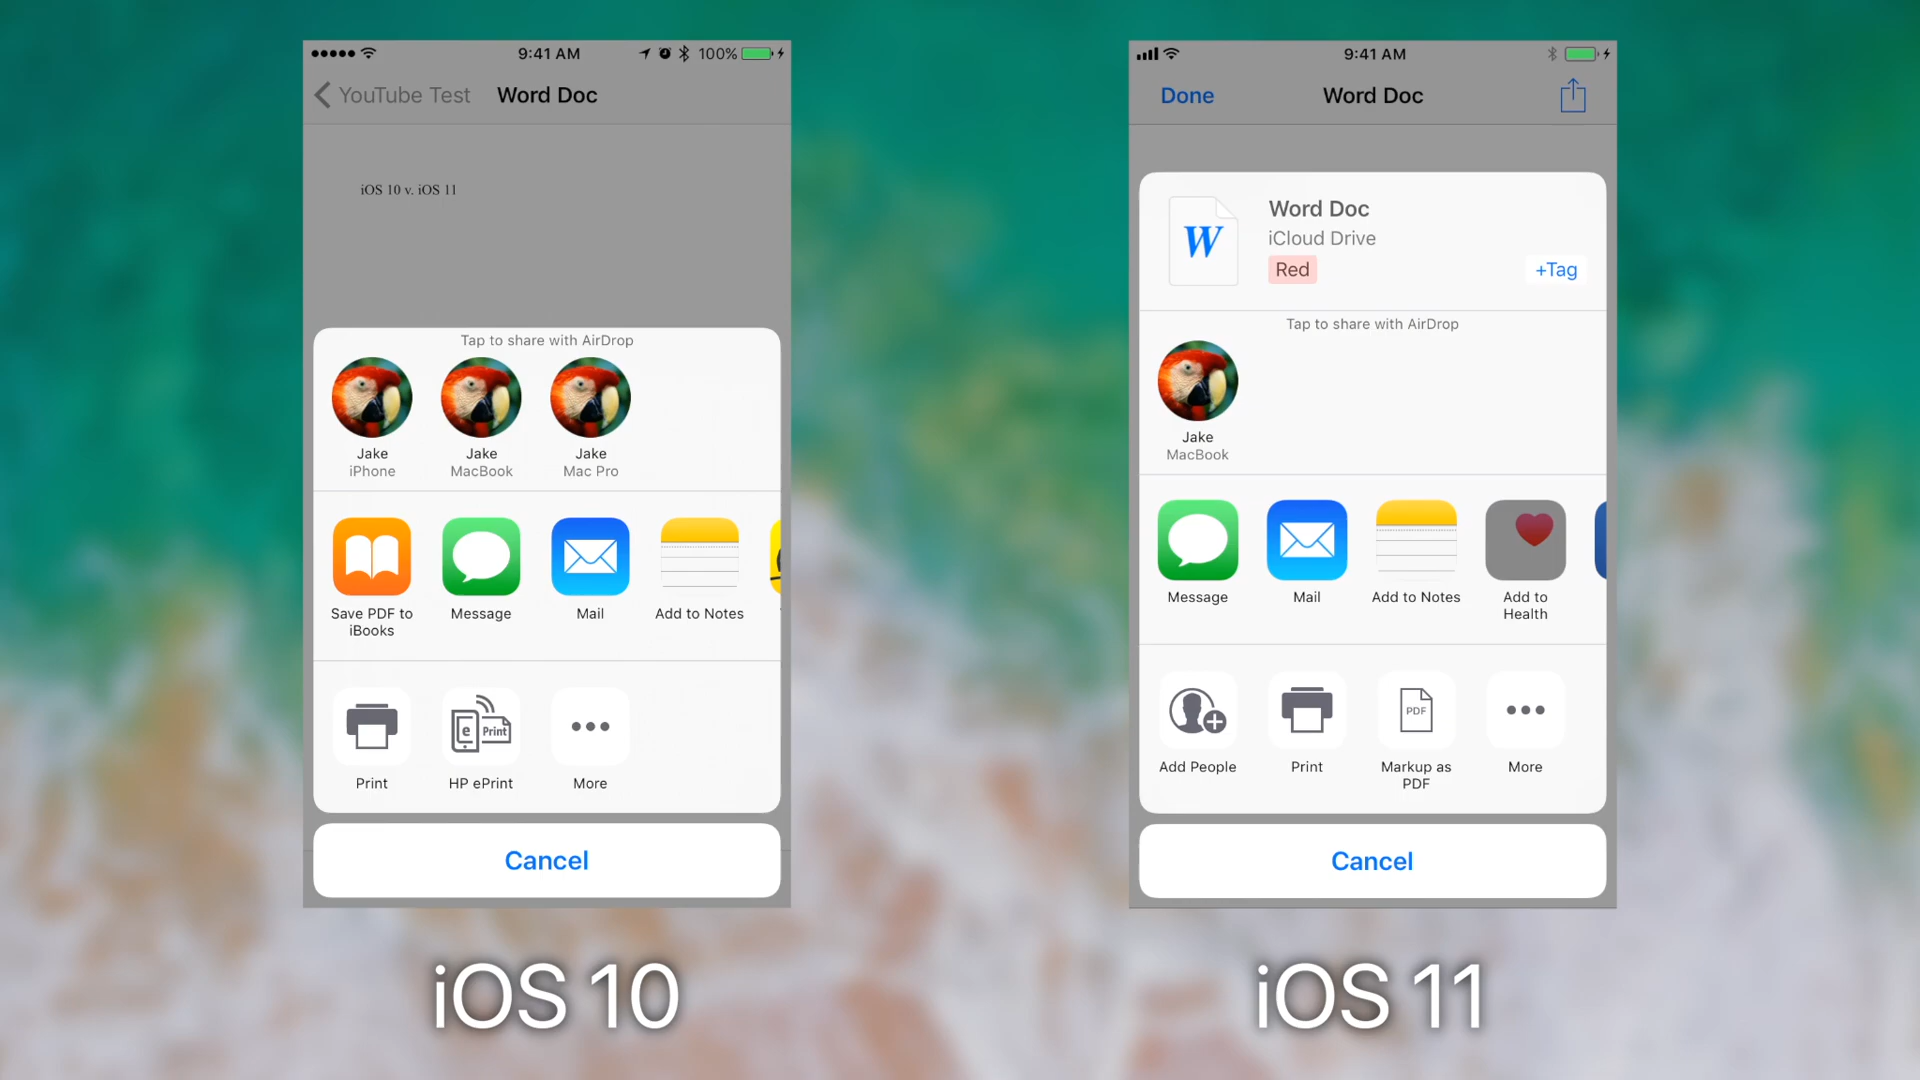 9:41 AM
100%
YouTube Test
Word Doc
iOS 10 v. iOS 11
Tap to share with AirDrop
Jake
iPhone
Jake
MacBook
Jake
Mac Pro
Save PDF to
iBooks
Message
Mail
Add to Notes
e Print
Print
HP ePrint
More
Cancel
iOS 10
9:41 AM
Done
Word Doc
W
Word Doc
iCloud Drive
Red
+Tag
Tap to share with AirDrop
Jake
MacBook
Message
Mail
Add to Notes
Add to
Health
PDF
Add People
Print
Markup as
PDF
More
Cancel
iOS 11